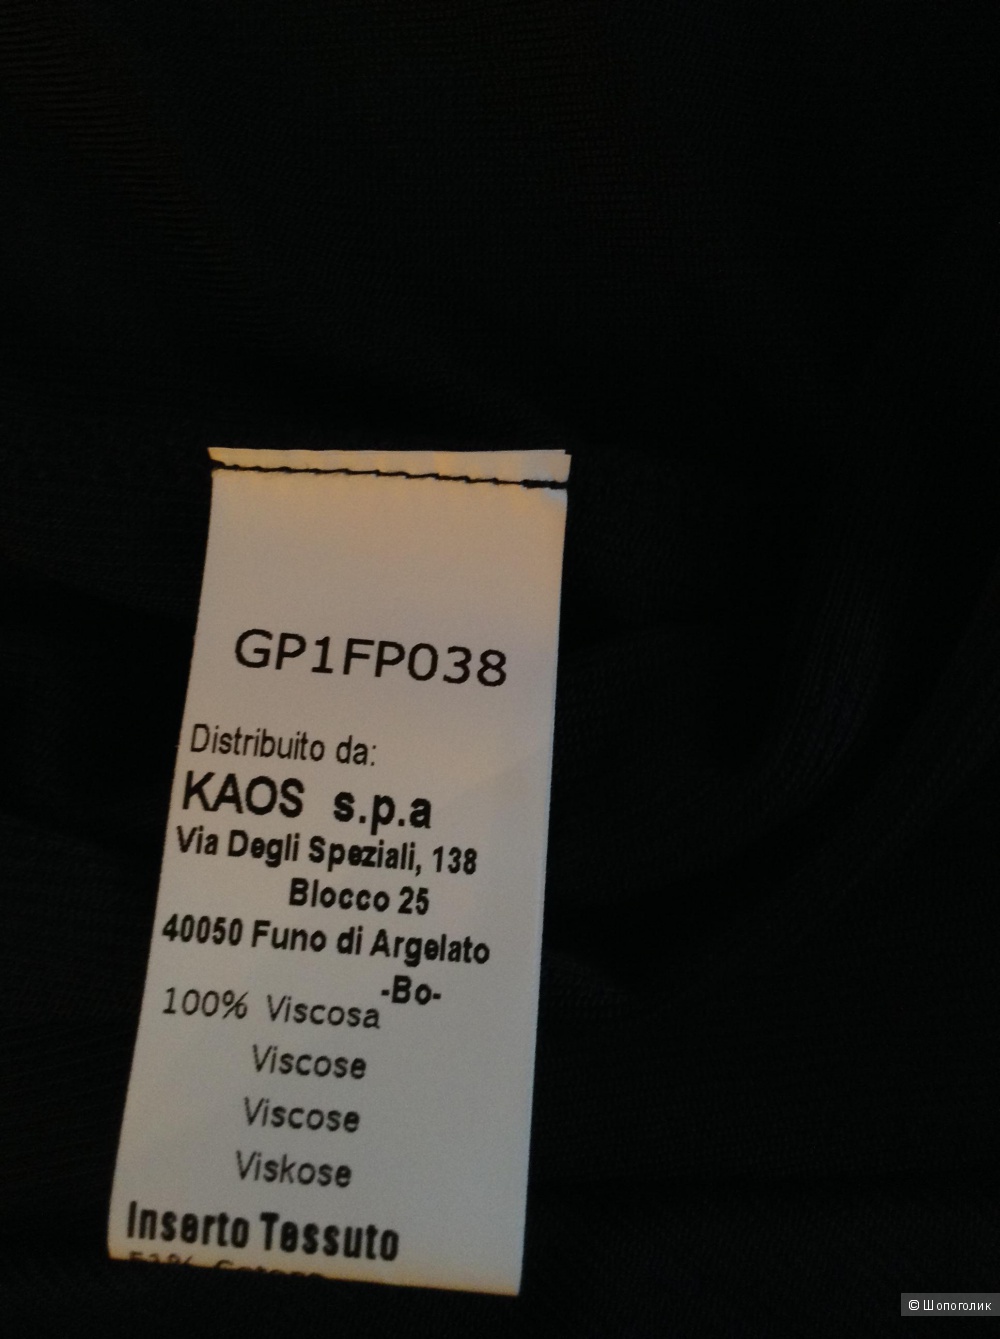 GP1FP038
Distribuito da:
KAOS s.p.a
Via Degli Speziali, 138
Blocco 25
40050 Funo di Argelato
-Bo-
100% Viscosa
Viscose
Viscose
Viskose
Inserto Tessuto
© Шопоголик